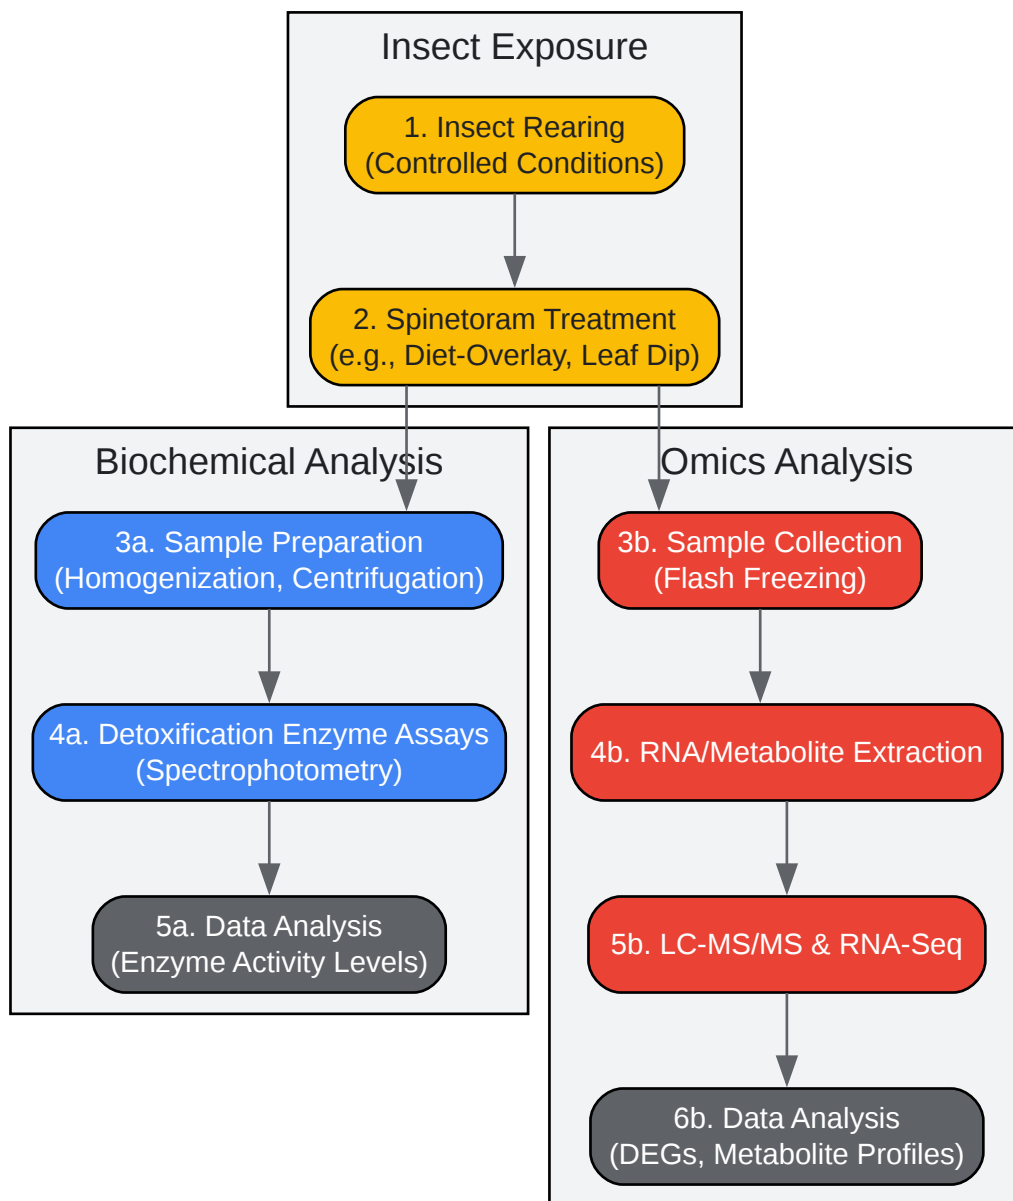 Insect Exposure
1. Insect Rearing
(Controlled Conditions)
2. Spinetoram Treatment
(e.g., Diet-Overlay, Leaf Dip)
Biochemical Analysis
3a. Sample Preparation
(Homogenization, Centrifugation)
4a. Detoxification Enzyme Assays
(Spectrophotometry)
5a. Data Analysis
(Enzyme Activity Levels)
Omics Analysis
3b. Sample Collection
(Flash Freezing)
4b. RNA/Metabolite Extraction
5b. LC-MS/MS & RNA-Seq
6b. Data Analysis
(DEGs, Metabolite Profiles)